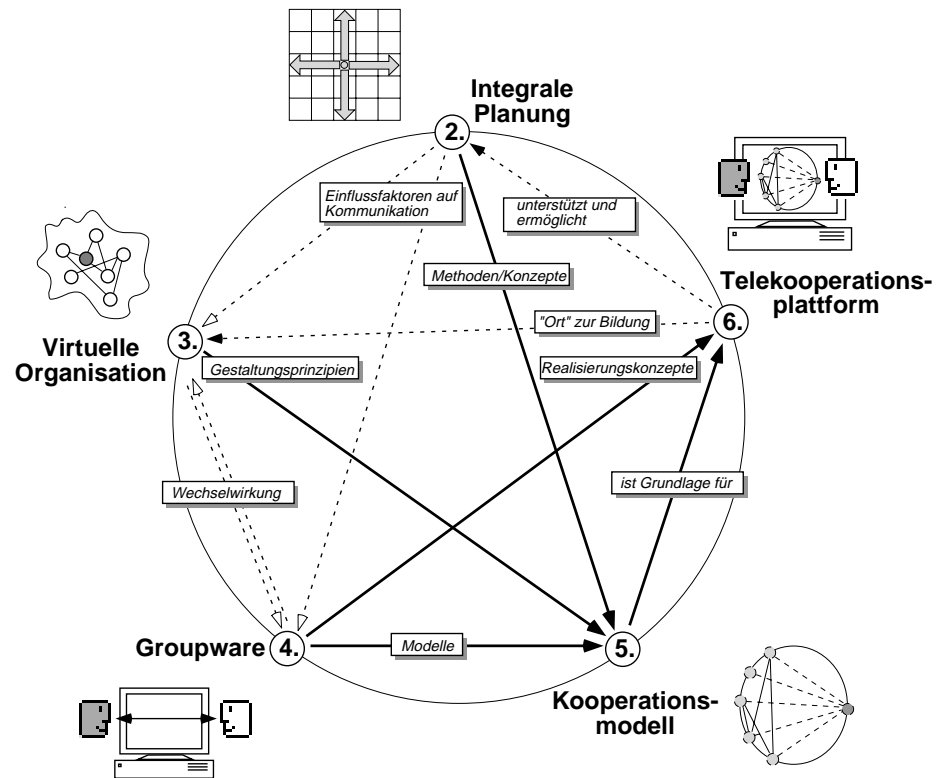 Integrale
Planung
2.
Einflussfaktoren auf
Kommunikation
unterstützt und
ermöglicht
Methoden/Konzepte
Telekooperations-
plattform
6.
"Ort" zur Bildung
3.
Virtuelle
Organisation
Gestaltungsprinzipien
Realisierungskonzepte
Wechselwirkung
ist Grundlage für
Groupware
4.
Modelle
5.
Kooperations-
modell